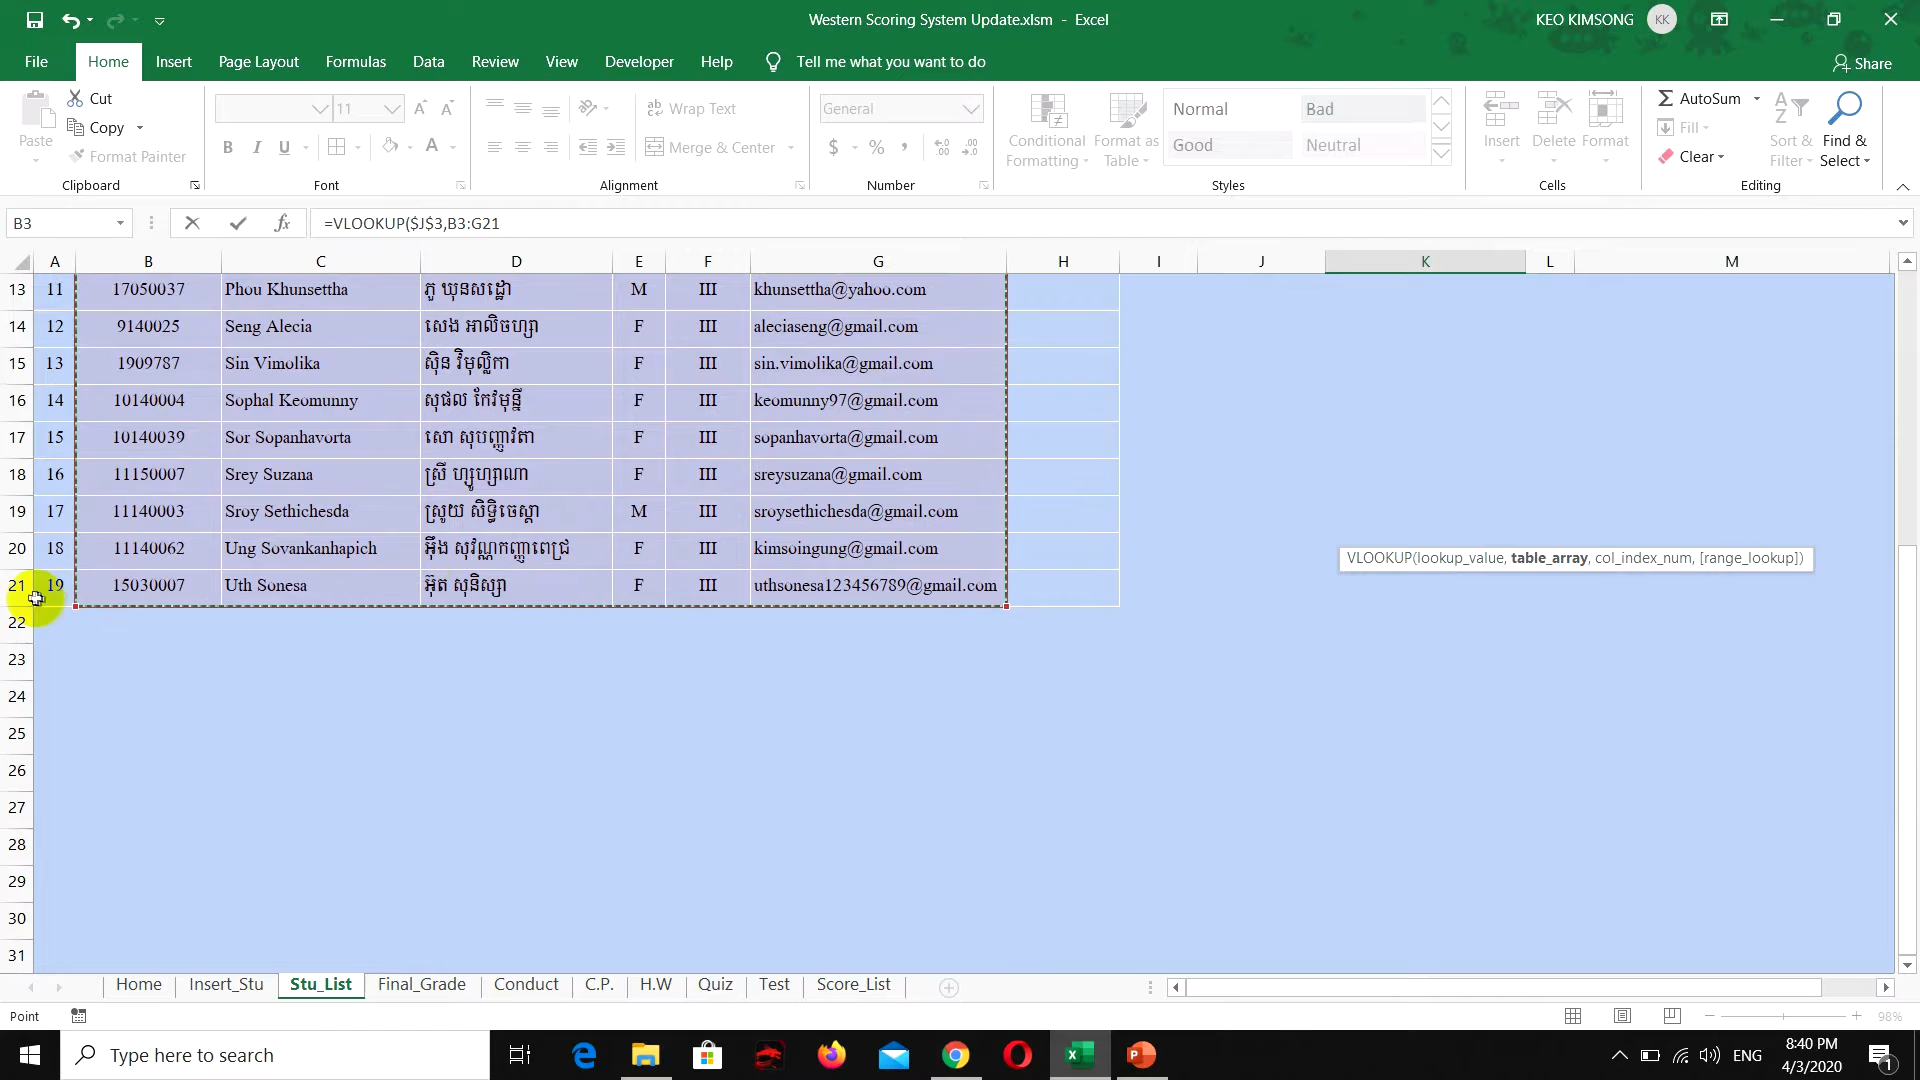 Western Scoring System Update.xlsm - Excel
KEO KIMSONG KK
File Home Insert Page Layout Formulas Data Review View Developer Help Tell me what you want to do
Share
Paste
Cut
Copy
Format Painter
Clipboard
11
B I U
Font
Wrap Text
Merge & Center
Alignment
General
$ % ,
Number
Conditional Formatting
Format as Table
Normal Bad
Good Neutral
Styles
Insert Delete Format
Cells
AutoSum
Fill
Clear
Sort & Filter
Find & Select
Editing
B3 fx =VLOOKUP($J$3,B3:G21
A B C D E F G H I J K L M
13 11 17050037 Phou Khunsettha ភួ ឃុនសដ្ឋោ M III khunsettha@yahoo.com
14 12 9140025 Seng Alecia សេង អាលិចហ្សា F III aleciaseng@gmail.com
15 13 1909787 Sin Vimolika ស៊ិន វិមុល្លិកា F III sin.vimolika@gmail.com
16 14 10140004 Sophal Keomunny សុផល កែវមុន្នី F III keomunny97@gmail.com
17 15 10140039 Sor Sopanhavorta សោ សុបញ្ញាវតា F III sopanhavorta@gmail.com
18 16 11150007 Srey Suzana ស្រី ហ្សូហ្សាណា F III sreysuzana@gmail.com
19 17 11140003 Sroy Sethichesda ស្រូយ សិទ្ធិចេស្តា M III sroysethichesda@gmail.com
20 18 11140062 Ung Sovankanhapich អ៊ឹង សុវណ្ណកញ្ញាពេជ្រ F III kimsoingung@gmail.com
21 19 15030007 Uth Sonesa អ៊ុត សុនិស្សា F III uthsonesa123456789@gmail.com
VLOOKUP(lookup_value, table_array, col_index_num, [range_lookup])
22
23
24
25
26
27
28
29
30
31
Home Insert_Stu Stu_List Final_Grade Conduct C.P. H.W Quiz Test Score_List
Point
98%
Type here to search
ENG
8:40 PM
4/3/2020
1